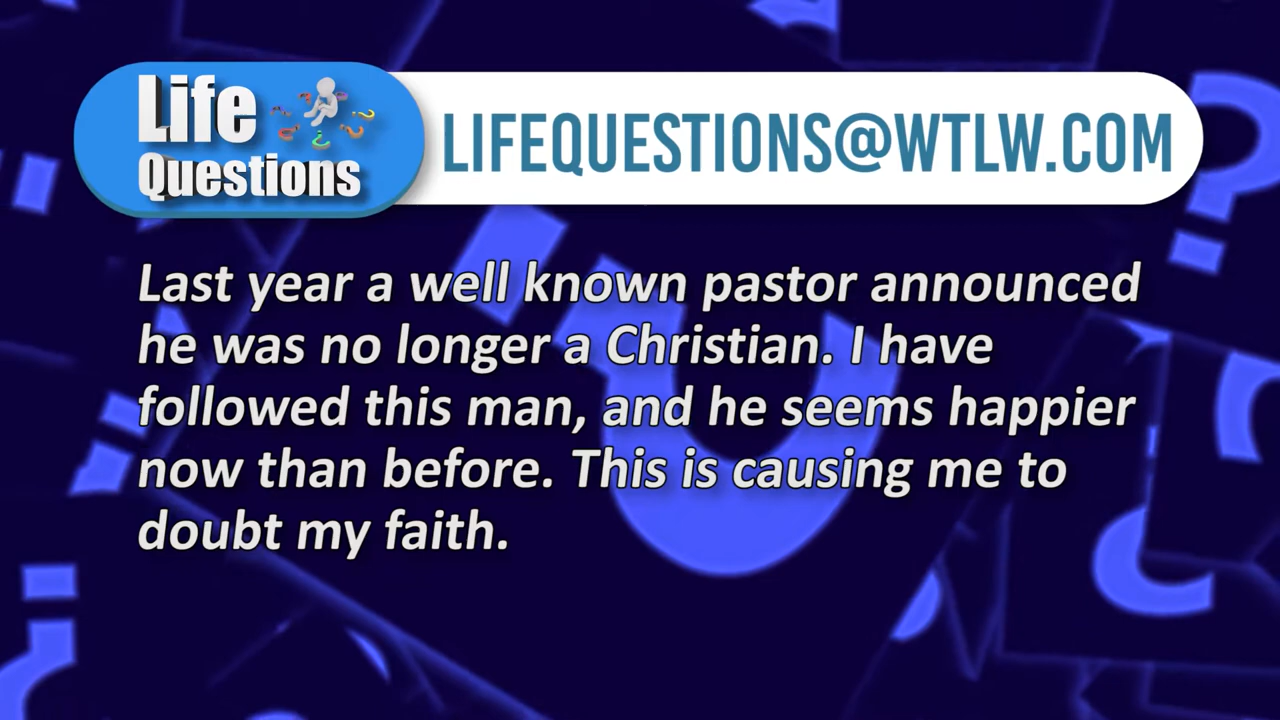 Life
Questions
LIFEQUESTIONS@WTLW.COM
Last year a well known pastor announced
he was no longer a Christian. I have
followed this man, and he seems happier
now than before. This is causing me to
doubt my faith.